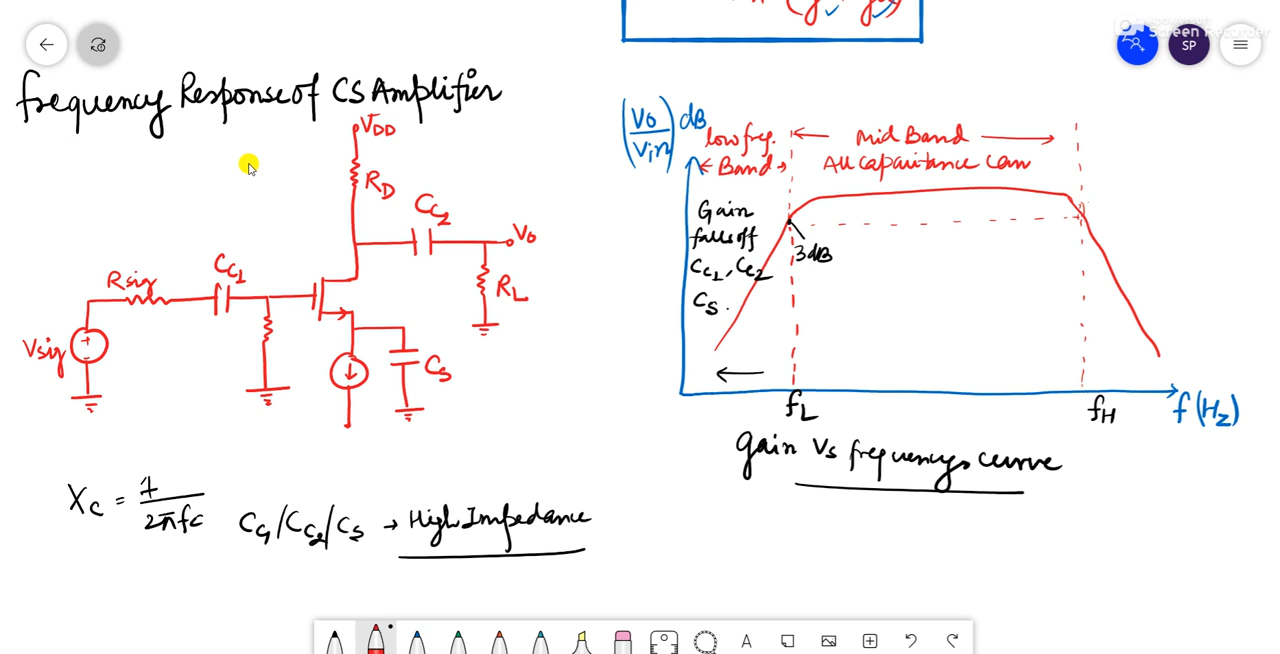 Screen Recorder
SP
frequency Response of CS Amplifier
VDD
RD
CC2
Vo
RL
Rsig
CC1
Vsig
CS
(Vo/Vin) dB
low freq.
Band
Mid Band
All capacitance can
Gain
falls off
CC1, CC2
CS.
3dB
fL
fH
f (Hz)
Gain Vs frequency curve
XC = 1/2πfC
CC1/CC2/CS → High Impedance
A